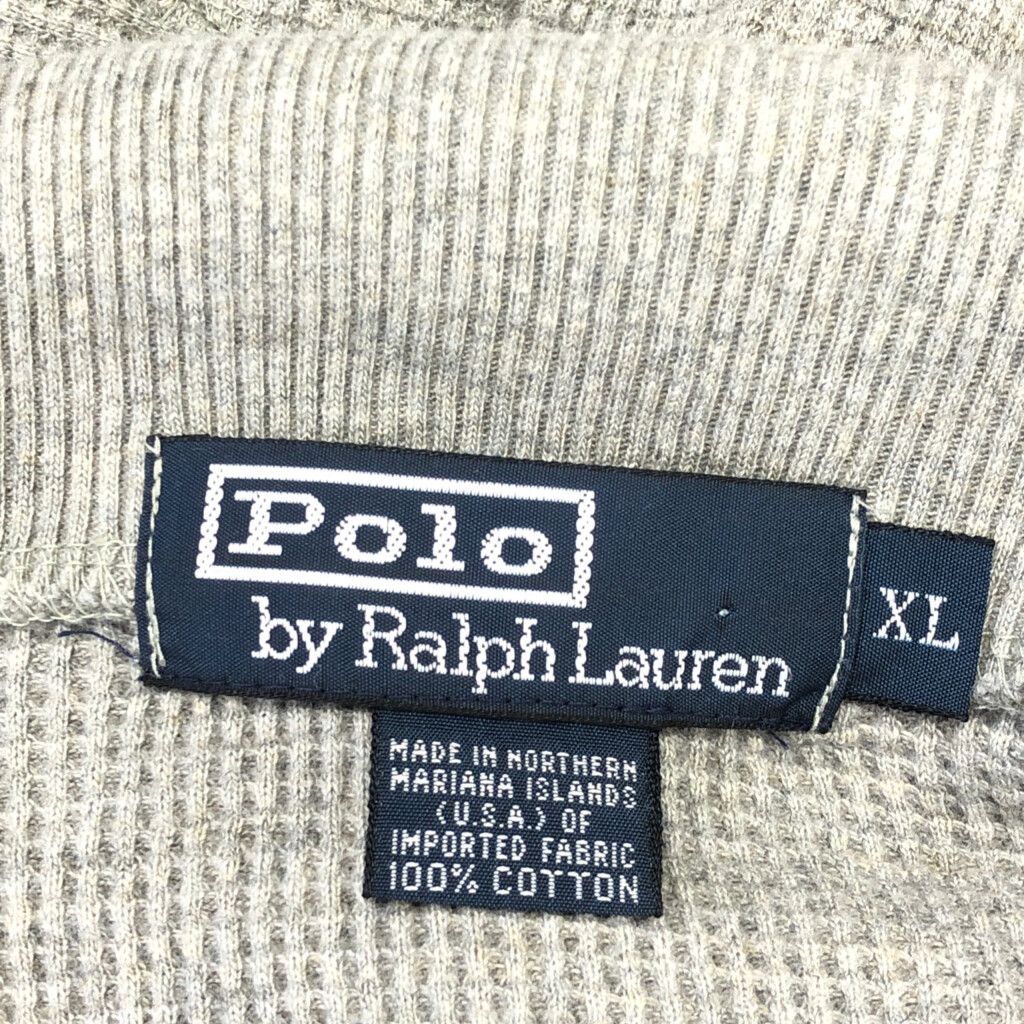 Polo
by Ralph Lauren
XL
MADE IN NORTHERN
MARIANA ISLANDS
(U.S.A.) OF
IMPORTED FABRIC
100% COTTON